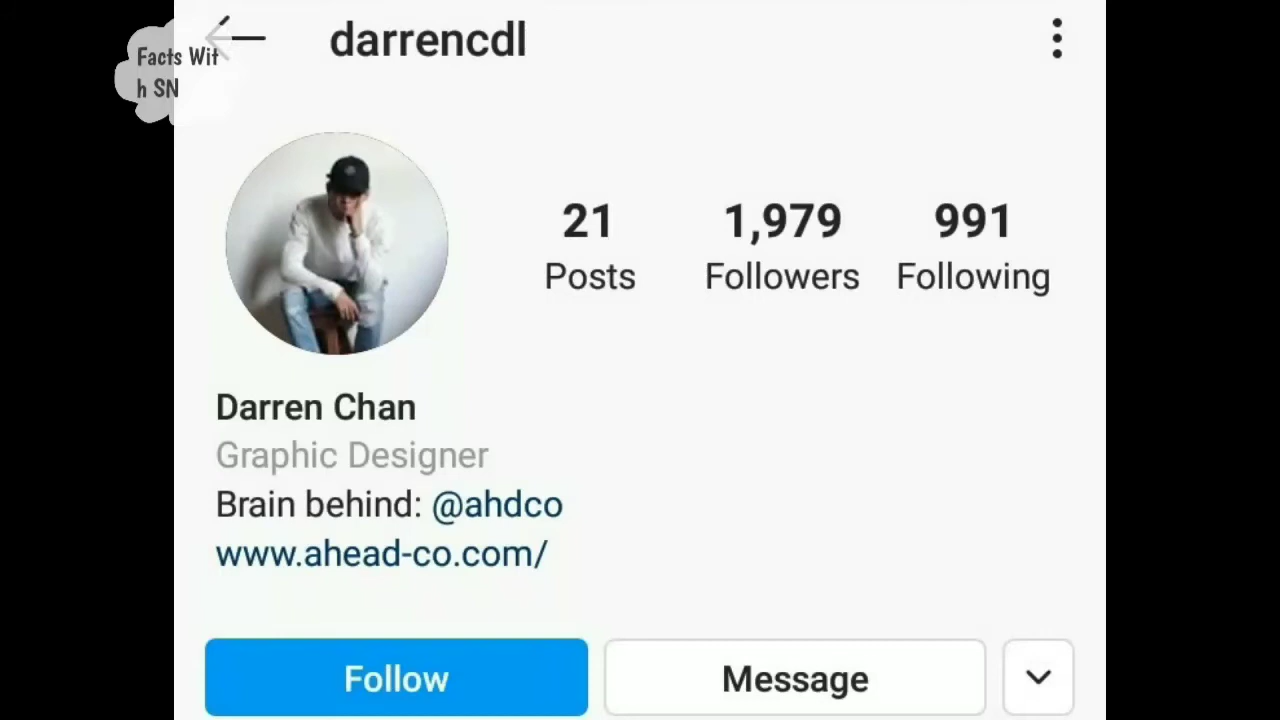 Facts Wit
h SN
darrencdl
21
Posts
1,979
Followers
991
Following
Darren Chan
Graphic Designer
Brain behind: @ahdco
www.ahead-co.com/
Follow
Message